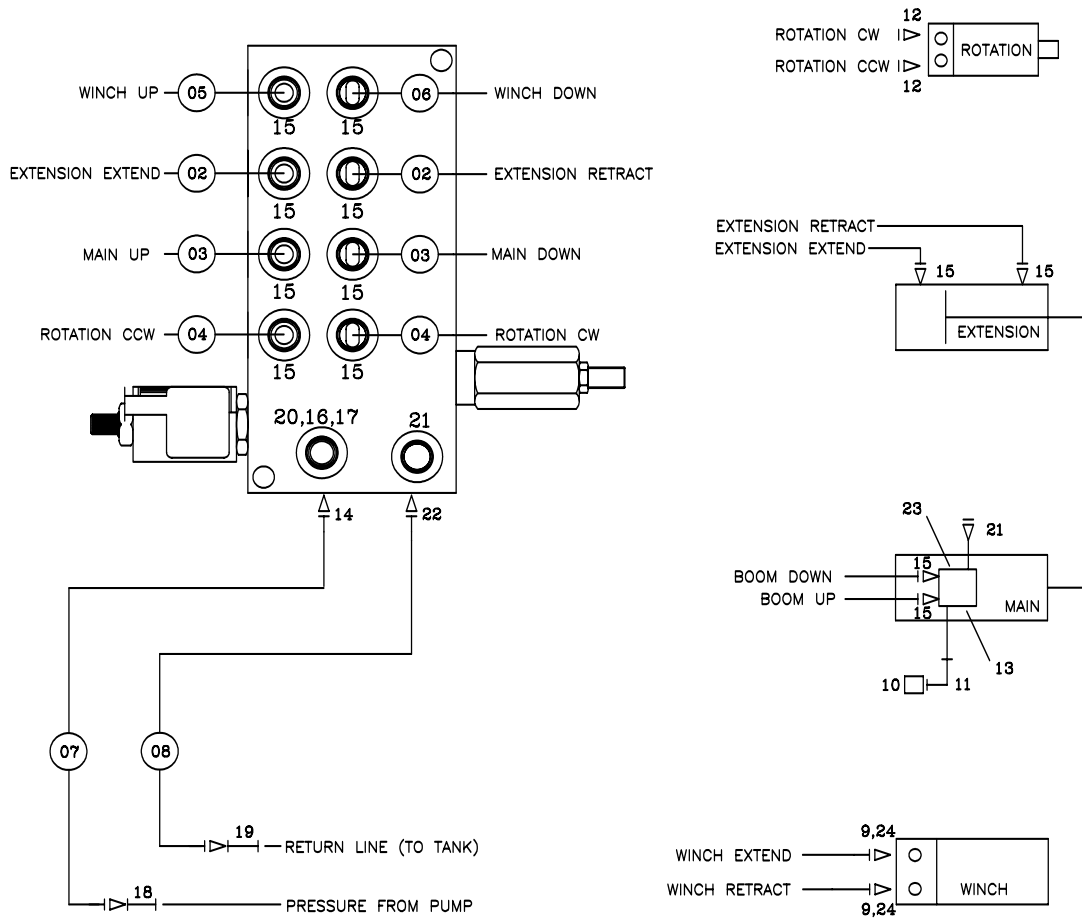 WINCH UP 05 06 WINCH DOWN
15 15
EXTENSION EXTEND 02 02 EXTENSION RETRACT
15 15
MAIN UP 03 03 MAIN DOWN
15 15
ROTATION CCW 04 04 ROTATION CW
15 15
20,16,17 21
14 22
07 08
19 RETURN LINE (TO TANK)
18 PRESSURE FROM PUMP
12
ROTATION CW
ROTATION
ROTATION CCW
12
EXTENSION RETRACT
EXTENSION EXTEND
15 15
EXTENSION
23
21
15
BOOM DOWN
BOOM UP
15
MAIN
13
10 11
9,24
WINCH EXTEND
WINCH RETRACT
WINCH
9,24